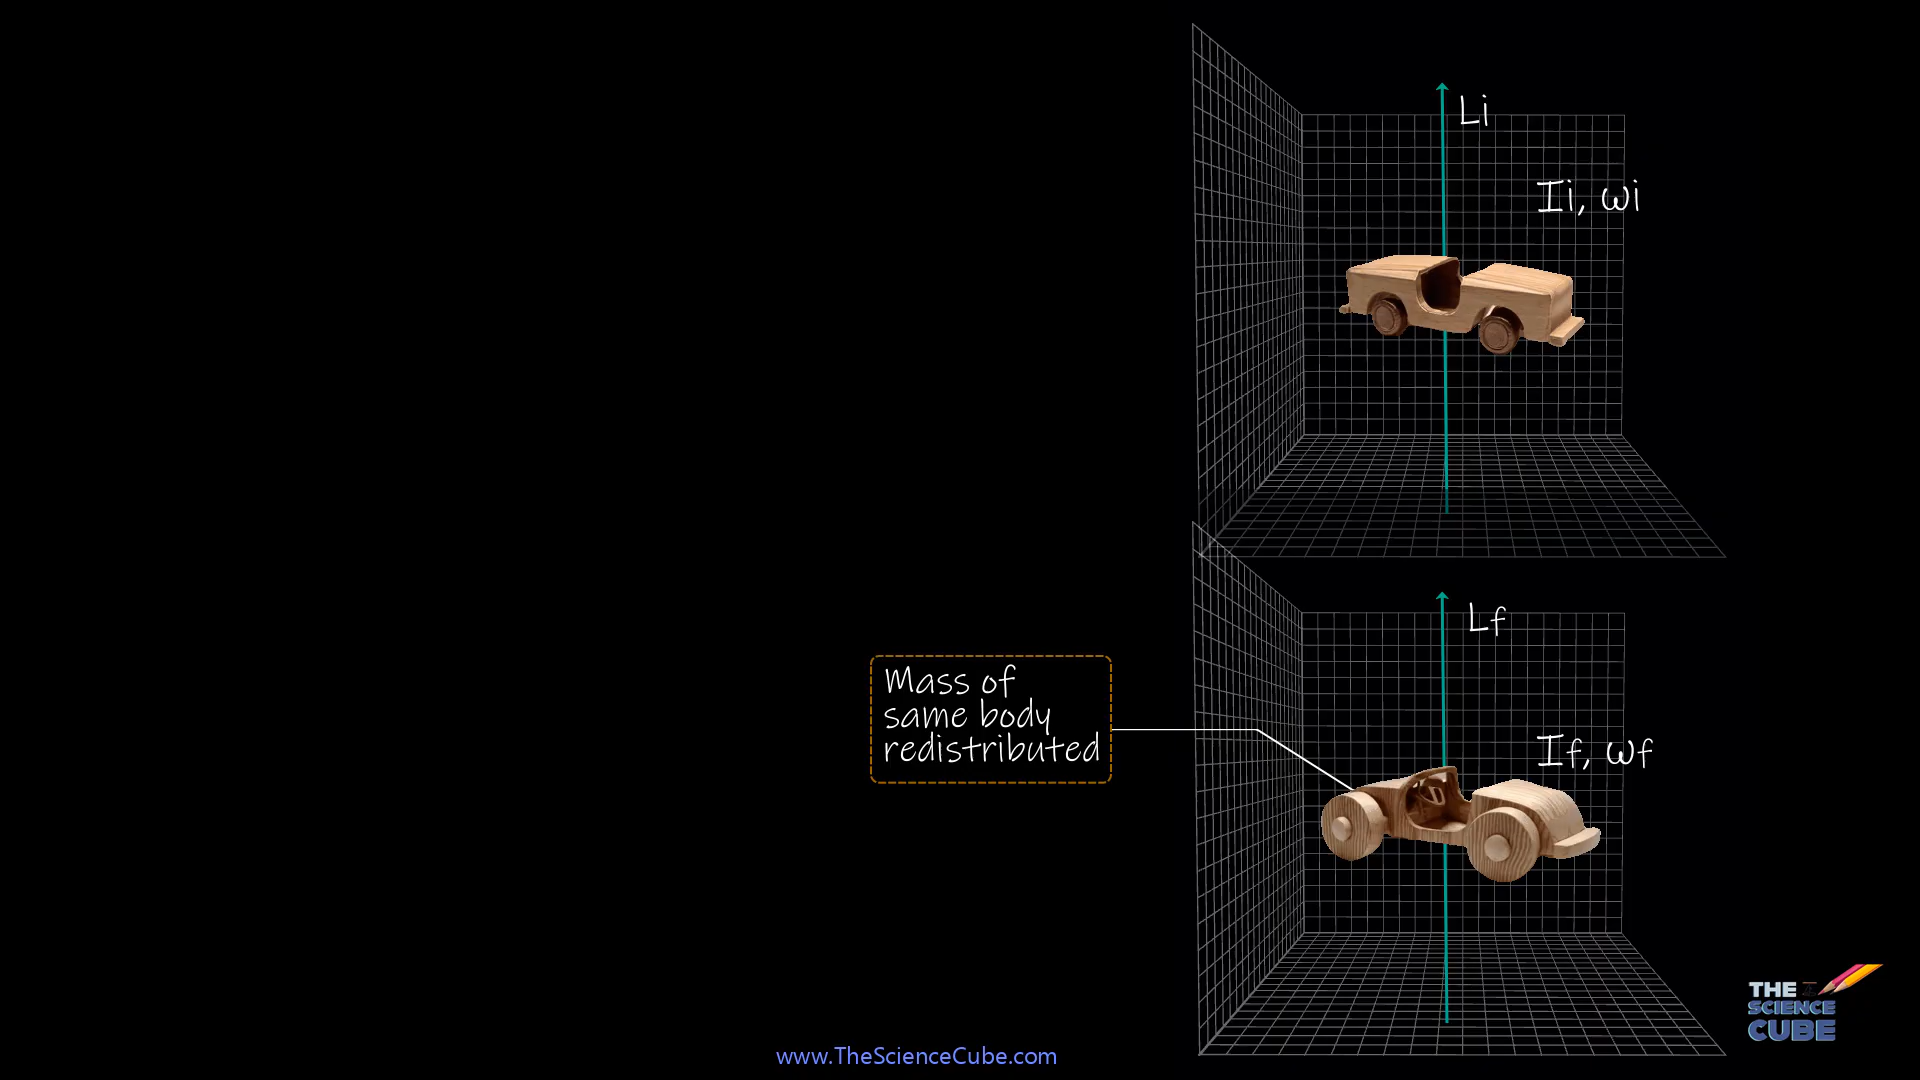 Li
Ii, ωi
Lf
Mass of
same body
redistributed
If, ωf
THE
SCIENCE
CUBE
www.TheScienceCube.com